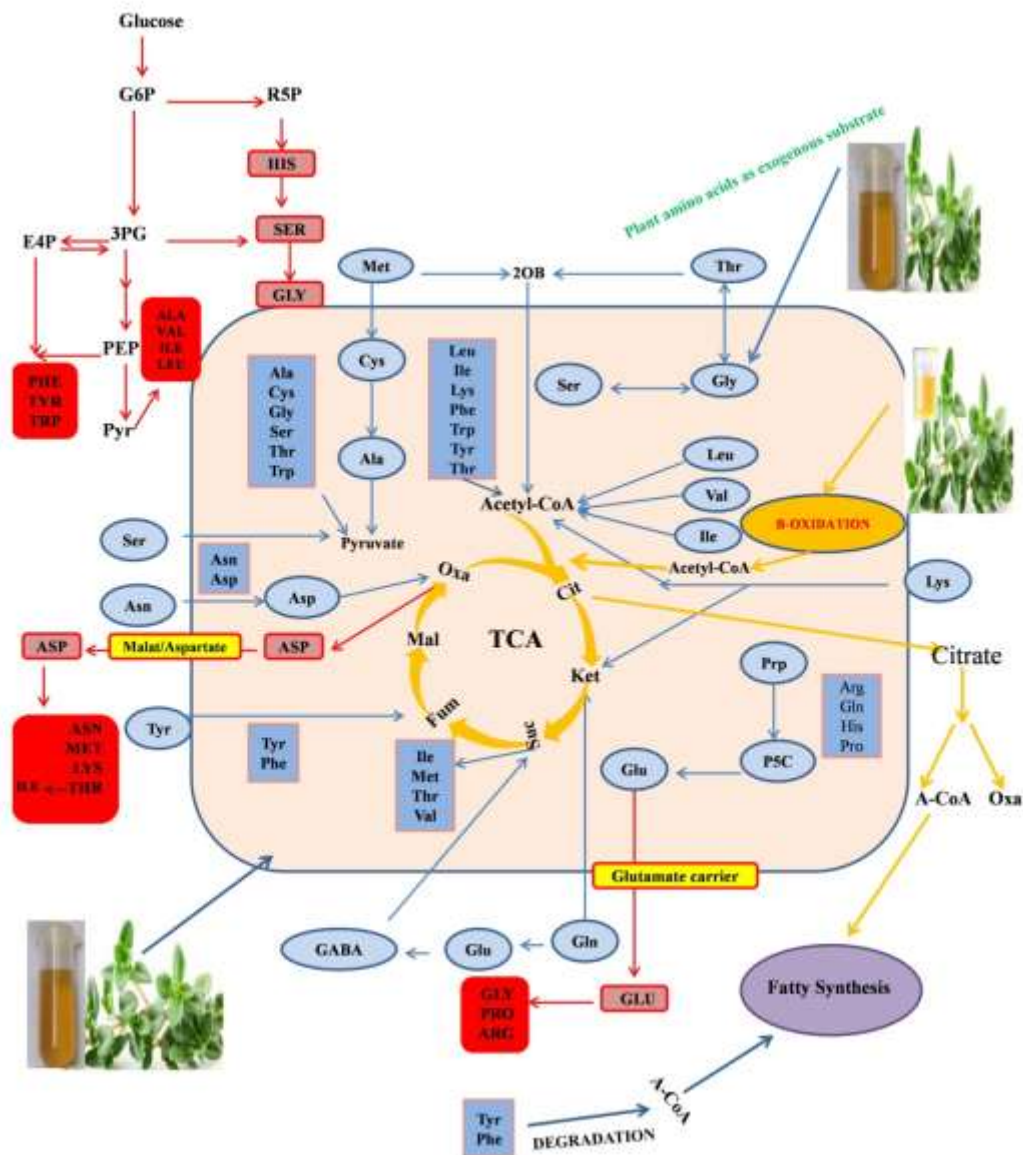 Glucose
G6P
R5P
HIS
E4P
3PG
SER
GLY
PEP
ALA
VAL
ILE
LEU
PHE
TYR
TRP
Pyr
Plant amino acids as exogenous substrate
Met
2OB
Thr
Cys
Ser
Gly
Ala
Cys
Gly
Ser
Thr
Trp
Leu
Ile
Lys
Phe
Trp
Tyr
Thr
Ala
Leu
Val
Ile
B-OXIDATION
Acetyl-CoA
Acetyl-CoA
Ser
Pyruvate
Asn
Asp
Lys
Asn
Asp
Oxa
Cit
TCA
Mal
Ket
Fum
Suc
ASP
Malat/Aspartate
ASP
Citrate
Prp
Arg
Gln
His
Pro
P5C
Glu
ASN
MET
LYS
THR
Tyr
Tyr
Phe
Ile
Met
Thr
Val
A-CoA
Oxa
Glutamate carrier
GABA
Glu
Gln
GLY
PRO
ARG
GLU
Fatty Synthesis
Tyr
Phe
DEGRADATION
A-CoA